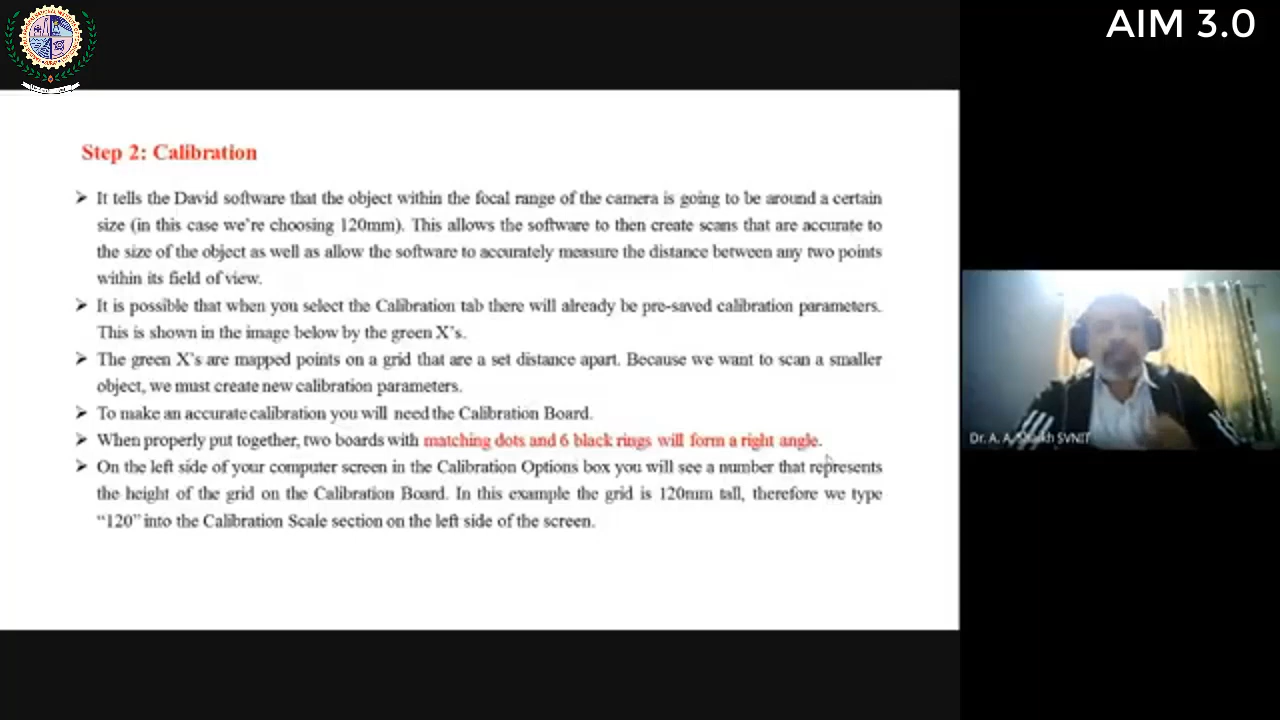 AIM 3.0
Step 2: Calibration
➤ It tells the David software that the object within the focal range of the camera is going to be around a certain
size (in this case we're choosing 120mm). This allows the software to then create scans that are accurate to
the size of the object as well as allow the software to accurately measure the distance between any two points
within its field of view.
➤ It is possible that when you select the Calibration tab there will already be pre-saved calibration parameters.
This is shown in the image below by the green X's.
➤ The green X's are mapped points on a grid that are a set distance apart. Because we want to scan a smaller
object, we must create new calibration parameters.
➤ To make an accurate calibration you will need the Calibration Board.
➤ When properly put together, two boards with matching dots and 6 black rings will form a right angle.
➤ On the left side of your computer screen in the Calibration Options box you will see a number that represents
the height of the grid on the Calibration Board. In this example the grid is 120mm tall, therefore we type
“120” into the Calibration Scale section on the left side of the screen.
Dr. A. A. Shaikh SVNIT